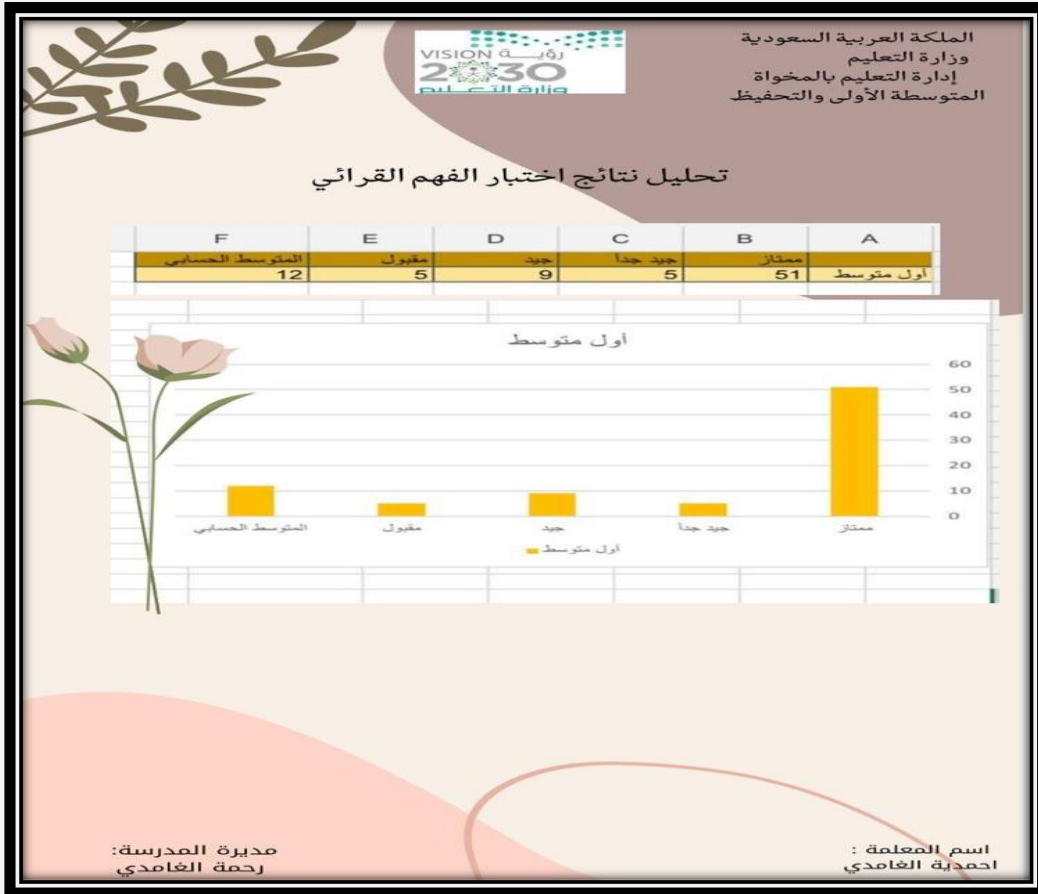 الملكة العربية السعودية
وزارة التعليم
إدارة التعليم بالمخواة
المتوسطة الأولى والتحفيظ
VISION رؤيـــة
2030
وزارة التعـــليم
تحليل نتائج اختبار الفهم القرائي
A B C D E F
ممتاز جيد جداً جيد مقبول المتوسط الحسابي
أول متوسط 51 5 9 5 12
أول متوسط
60
50
40
30
20
10
0
ممتاز جيد جداً جيد مقبول المتوسط الحسابي
أول متوسط
اسم المعلمة :
احمدية الغامدي
مديرة المدرسة:
رحمة الغامدي